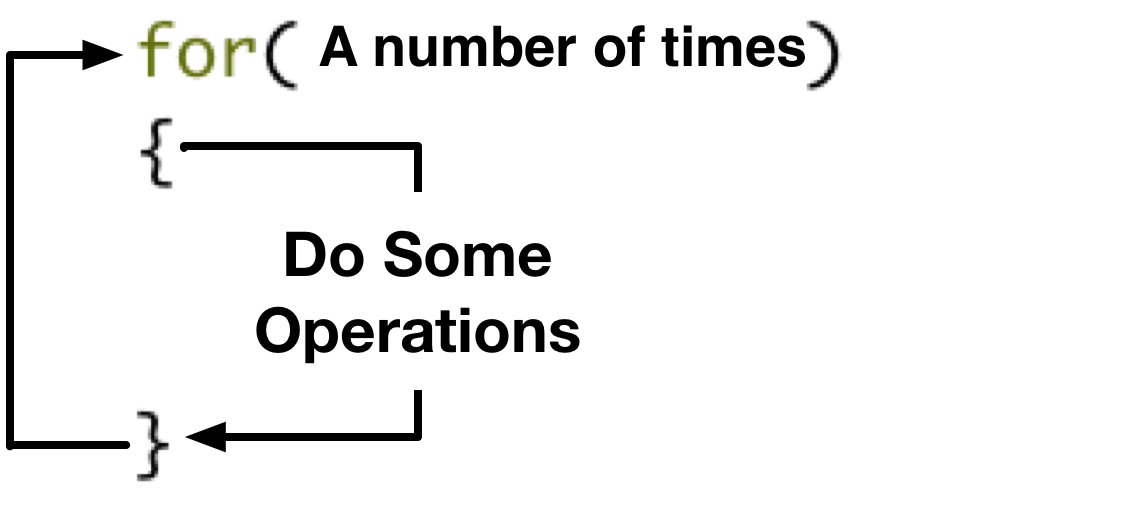 for( A number of times)
{
Do Some
Operations
}